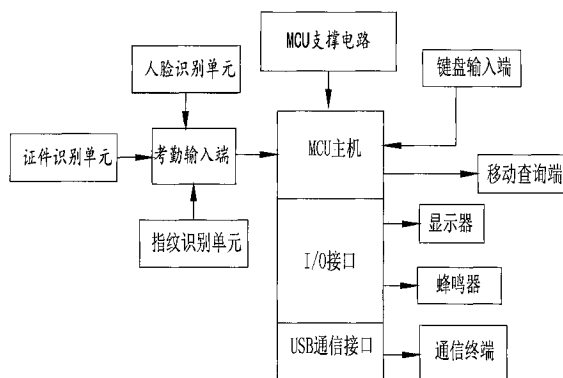 MCU支撑电路
人脸识别单元
键盘输入端
证件识别单元
考勤输入端
MCU主机
移动查询端
指纹识别单元
显示器
I/O接口
蜂鸣器
USB通信接口
通信终端